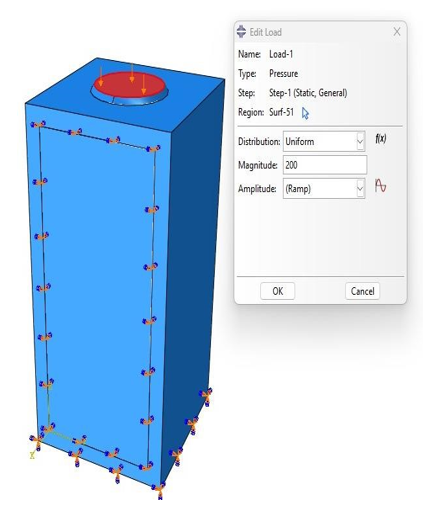 Edit Load
X
Name: Load-1
Type: Pressure
Step: Step-1 (Static, General)
Region: Surf-51
Distribution: Uniform f(x)
Magnitude: 200
Amplitude: (Ramp)
OK Cancel
X